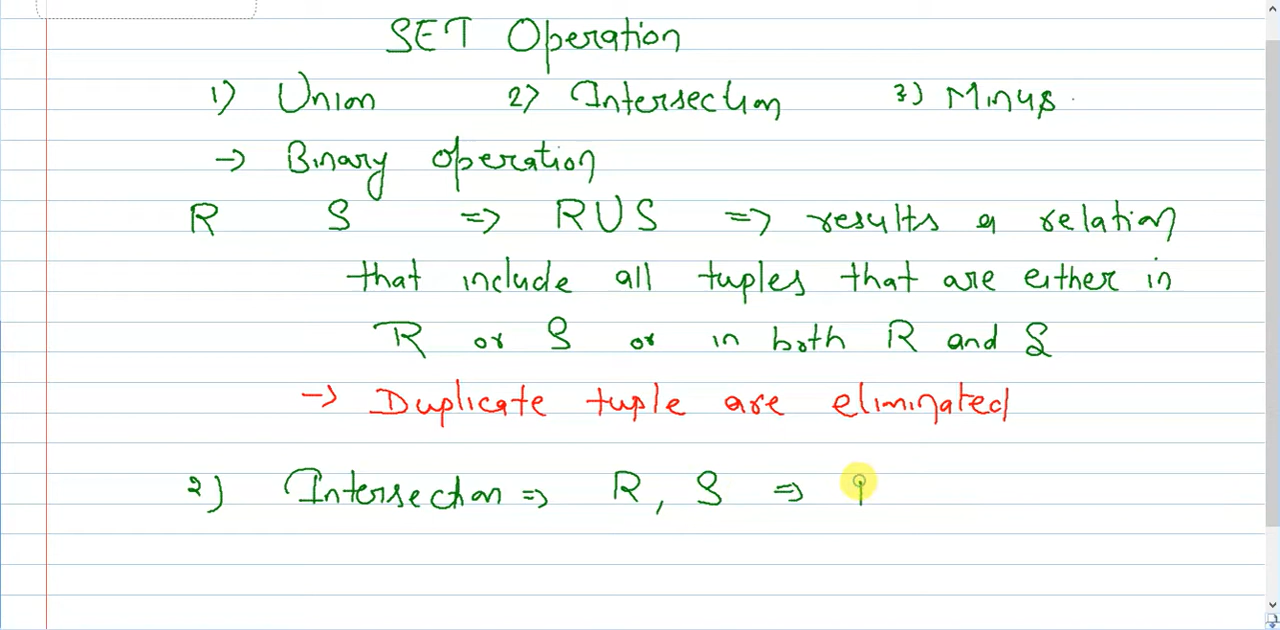 SET Operation
1) Union 2) Intersection 3) Minus
→ Binary operation
R S ⇒ RUS ⇒ results a relation
that include all tuples that are either in
R or S or in both R and S
→ Duplicate tuple are eliminated
2) Intersection ⇒ R, S ⇒